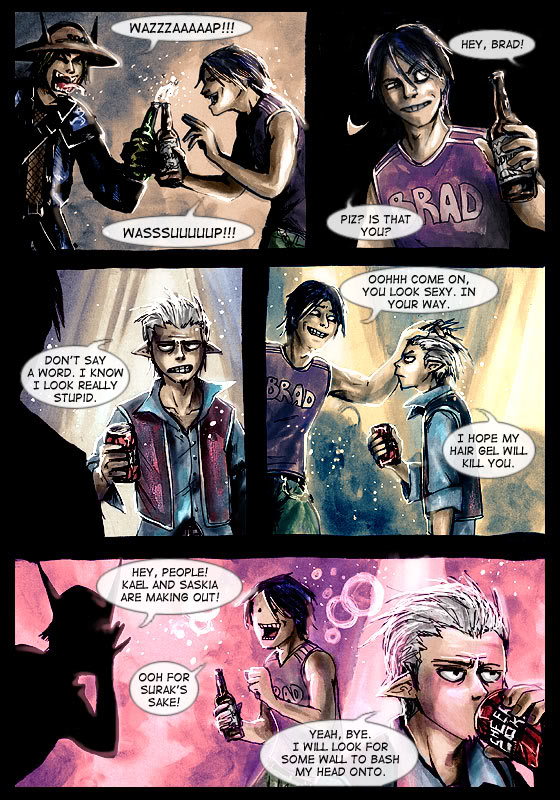 WAZZZAAAAAP!!!
WASSSUUUUUP!!!
HEY, BRAD!
BRAD
PIZ? IS THAT
YOU?
DON'T SAY
A WORD. I KNOW
I LOOK REALLY
STUPID.
OOHHH COME ON,
YOU LOOK SEXY. IN
YOUR WAY.
BRAD
I HOPE MY
HAIR GEL WILL
KILL YOU.
HEY, PEOPLE!
KAEL AND SASKIA
ARE MAKING OUT!
OOH FOR
SURAK'S
SAKE!
BRAD
YEAH, BYE.
I WILL LOOK FOR
SOME WALL TO BASH
MY HEAD ONTO.